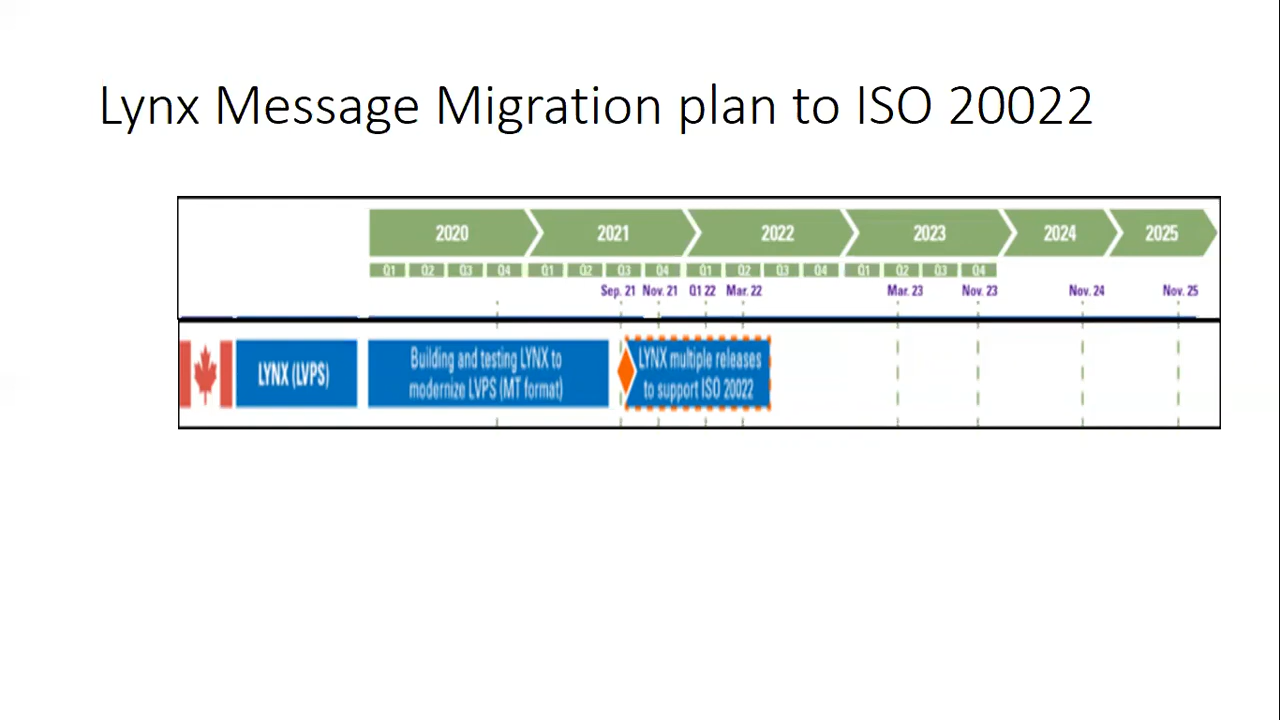 Lynx Message Migration plan to ISO 20022
2020 2021 2022 2023 2024 2025
Q1 Q2 Q3 Q4 Q1 Q2 Q3 Q4 Q1 Q2 Q3 Q4 Q1 Q2 Q3 Q4
Sep. 21 Nov. 21 Q1 22 Mar. 22 Mar. 23 Nov. 23 Nov. 24 Nov. 25
LYNX (LVPS)
Building and testing LYNX to
modernize LVPS (MT format)
LYNX multiple releases
to support ISO 20022